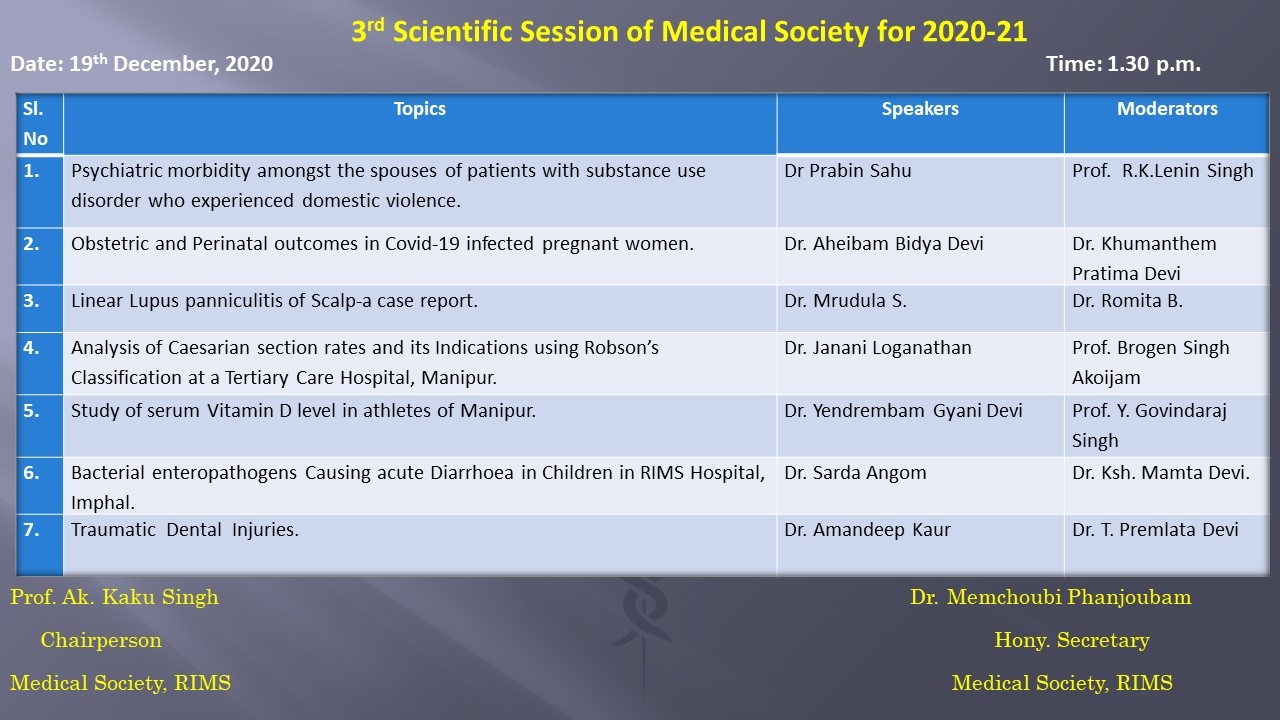 3rd Scientific Session of Medical Society for 2020-21
Date: 19th December, 2020 Time: 1.30 p.m.
Sl. No Topics Speakers Moderators
1. Psychiatric morbidity amongst the spouses of patients with substance use Dr Prabin Sahu Prof. R.K.Lenin Singh
disorder who experienced domestic violence.
2. Obstetric and Perinatal outcomes in Covid-19 infected pregnant women. Dr. Aheibam Bidya Devi Dr. Khumanthem
Pratima Devi
3. Linear Lupus panniculitis of Scalp-a case report. Dr. Mrudula S. Dr. Romita B.
4. Analysis of Caesarian section rates and its Indications using Robson’s Dr. Janani Loganathan Prof. Brogen Singh
Classification at a Tertiary Care Hospital, Manipur. Akoijam
5. Study of serum Vitamin D level in athletes of Manipur. Dr. Yendrembam Gyani Devi Prof. Y. Govindaraj
Singh
6. Bacterial enteropathogens Causing acute Diarrhoea in Children in RIMS Hospital, Dr. Sarda Angom Dr. Ksh. Mamta Devi.
Imphal.
7. Traumatic Dental Injuries. Dr. Amandeep Kaur Dr. T. Premlata Devi
Prof. Ak. Kaku Singh Dr. Memchoubi Phanjoubam
Chairperson Hony. Secretary
Medical Society, RIMS Medical Society, RIMS